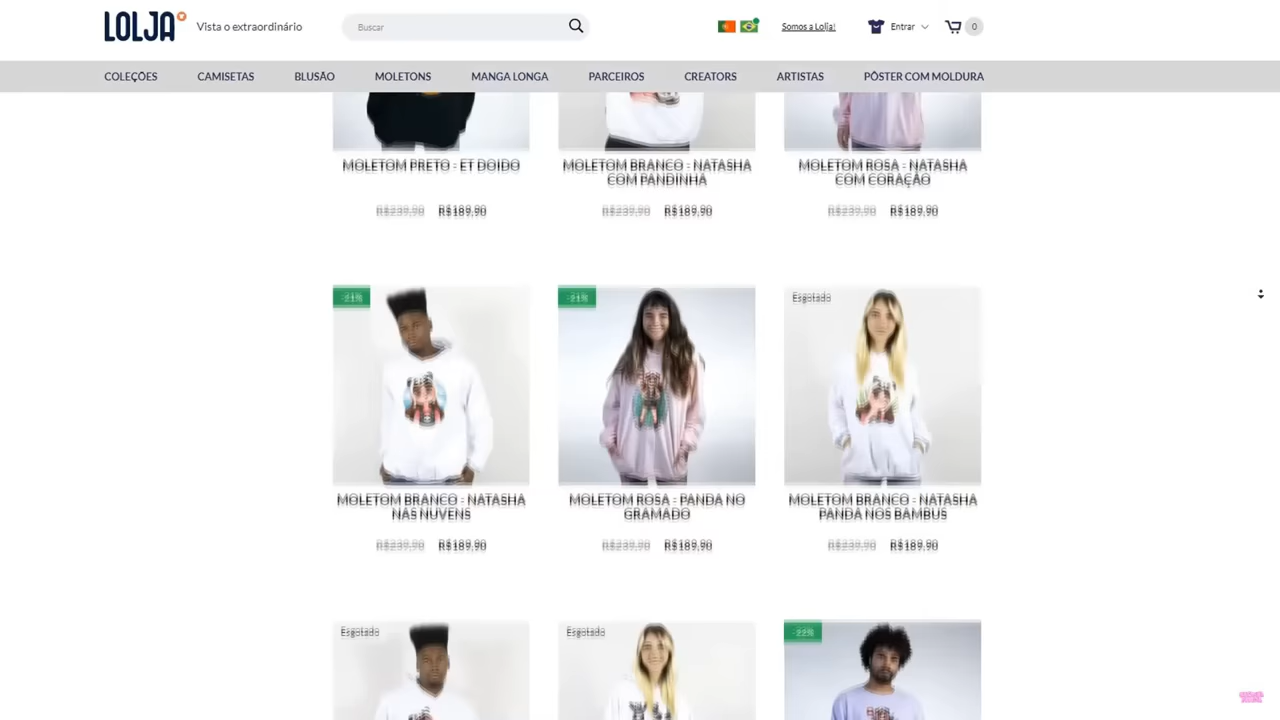 LOLJA
Vista o extraordinário
Buscar
Somos a Lolja!
Entrar
0
COLEÇÕES CAMISETAS BLUSÃO MOLETONS MANGA LONGA PARCEIROS CREATORS ARTISTAS PÔSTER COM MOLDURA
MOLETOM PRETO - ET DOIDO
MOLETOM BRANCO - NATASHA
COM PANDINHA
MOLETOM ROSA - NATASHA
COM CORAÇÃO
R$239,90 R$189,90
R$239,90 R$189,90
R$239,90 R$189,90
-21%
-21%
Esgotado
MOLETOM BRANCO - NATASHA
NAS NUVENS
MOLETOM ROSA - PANDA NO
GRAMADO
MOLETOM BRANCO - NATASHA
PANDA NOS BAMBUS
R$239,90 R$189,90
R$239,90 R$189,90
R$239,90 R$189,90
Esgotado
Esgotado
-22%